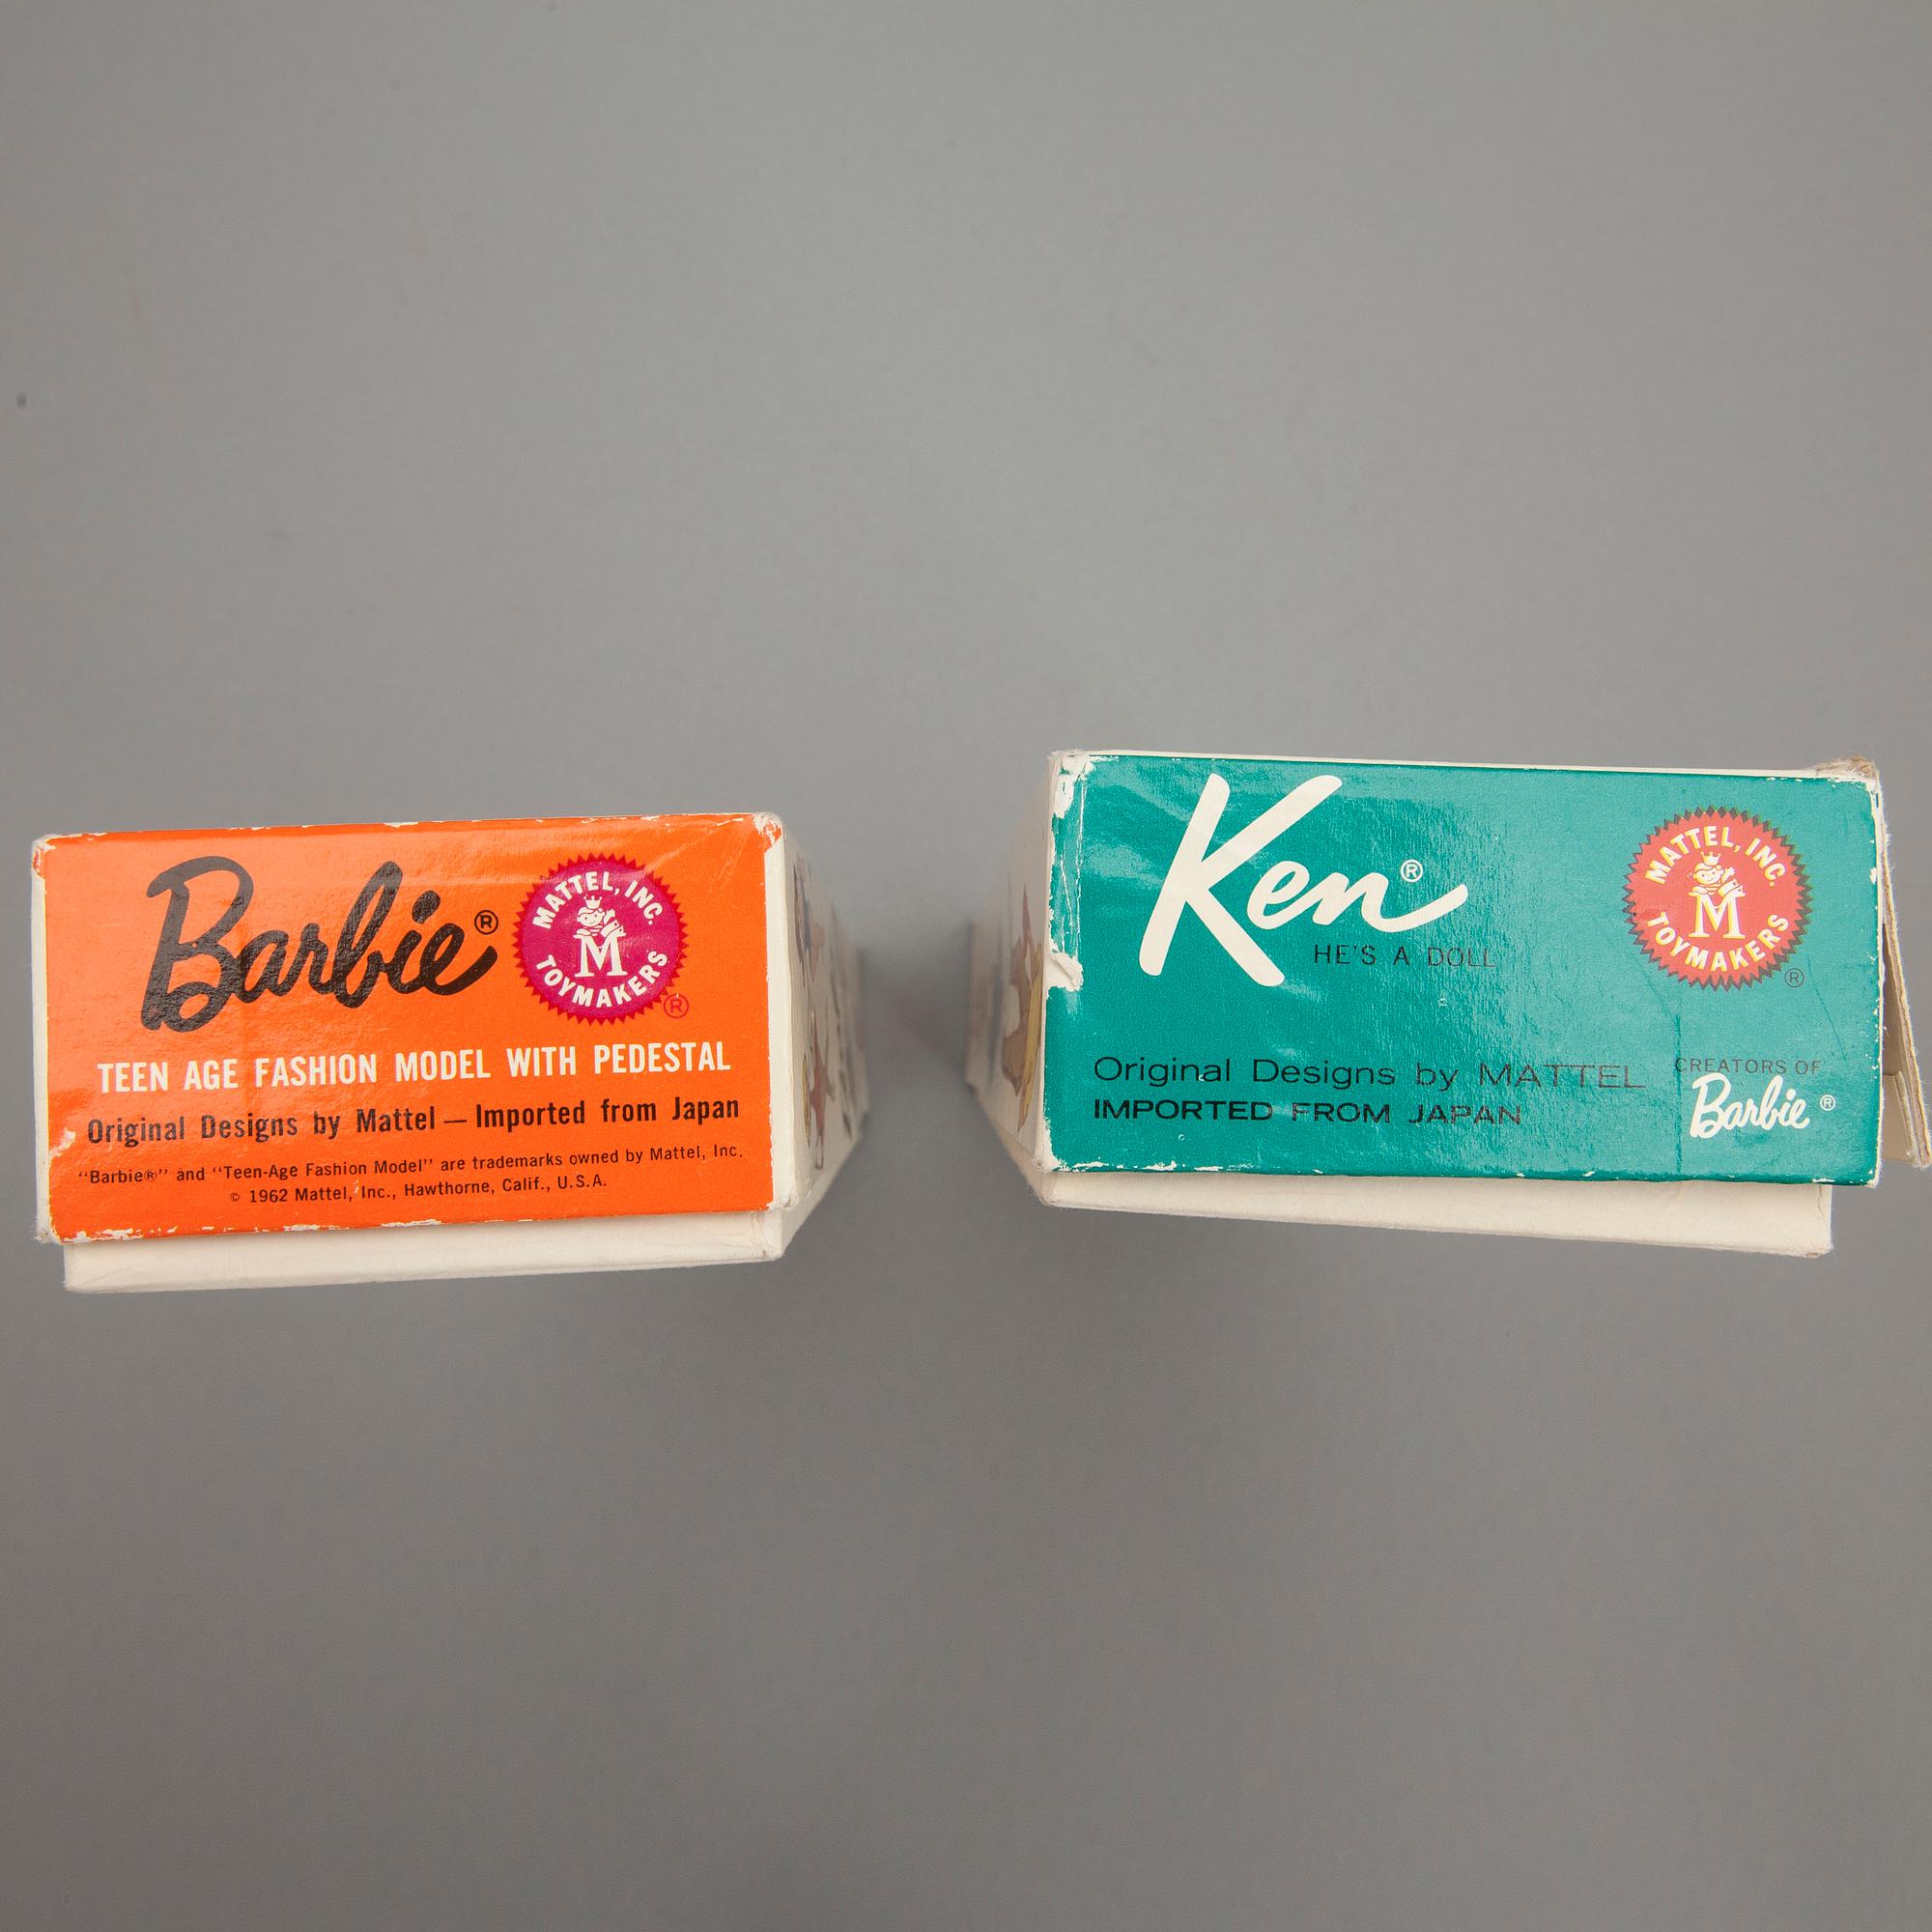 Barbie®
MATTEL, INC.
M
TOYMAKERS
®
TEEN AGE FASHION MODEL WITH PEDESTAL
Original Designs by Mattel — Imported from Japan
“Barbie®” and “Teen-Age Fashion Model” are trademarks owned by Mattel, Inc.
© 1962 Mattel, Inc., Hawthorne, Calif., U.S.A.
Ken®
HE'S A DOLL
MATTEL, INC.
M
TOYMAKERS
®
Original Designs by MATTEL
IMPORTED FROM JAPAN
CREATORS OF
Barbie®